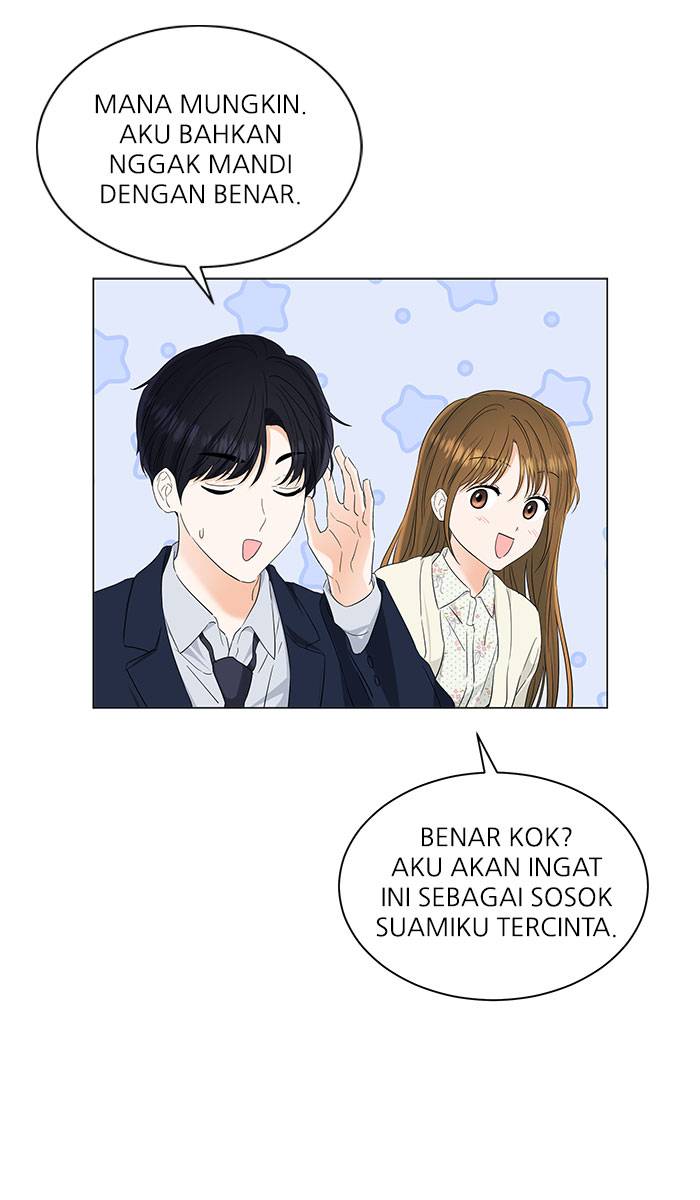 MANA MUNGKIN.
AKU BAHKAN
NGGAK MANDI
DENGAN BENAR.
BENAR KOK?
AKU AKAN INGAT
INI SEBAGAI SOSOK
SUAMIKU TERCINTA.